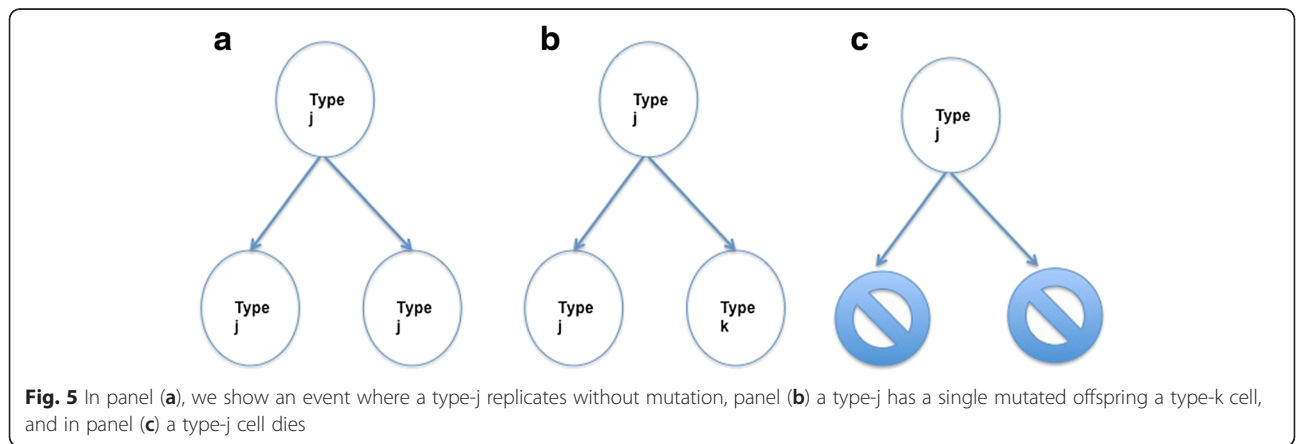 a
b
c
Type
j
Type
j
Type
j
Type
j
Type
j
Type
j
Type
k
Fig. 5 In panel (a), we show an event where a type-j replicates without mutation, panel (b) a type-j has a single mutated offspring a type-k cell,
and in panel (c) a type-j cell dies